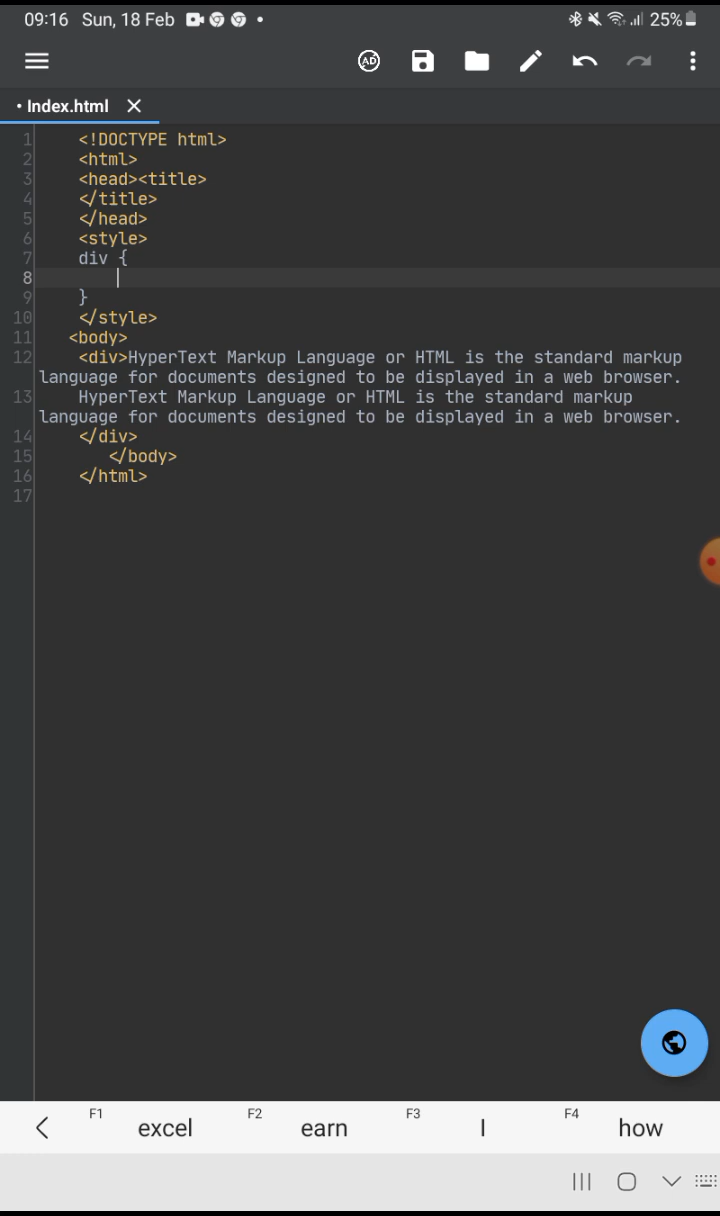 09:16 Sun, 18 Feb 25%
AD
• Index.html
1 <!DOCTYPE html>
2 <html>
3 <head><title>
4 </title>
5 </head>
6 <style>
7 div {
8
9 }
10 </style>
11 <body>
12 <div>HyperText Markup Language or HTML is the standard markup
language for documents designed to be displayed in a web browser.
13 HyperText Markup Language or HTML is the standard markup
language for documents designed to be displayed in a web browser.
14 </div>
15 </body>
16 </html>
17
F1 excel F2 earn F3 I F4 how